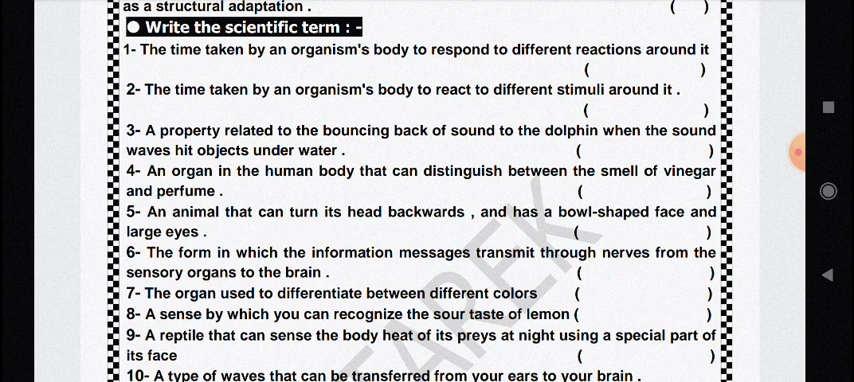 as a structural adaptation . ( )
● Write the scientific term : -
1- The time taken by an organism's body to respond to different reactions around it
( )
2- The time taken by an organism's body to react to different stimuli around it .
( )
3- A property related to the bouncing back of sound to the dolphin when the sound
waves hit objects under water . ( )
4- An organ in the human body that can distinguish between the smell of vinegar
and perfume . ( )
5- An animal that can turn its head backwards , and has a bowl-shaped face and
large eyes . ( )
6- The form in which the information messages transmit through nerves from the
sensory organs to the brain . ( )
7- The organ used to differentiate between different colors ( )
8- A sense by which you can recognize the sour taste of lemon ( )
9- A reptile that can sense the body heat of its preys at night using a special part of
its face ( )
10- A type of waves that can be transferred from your ears to your brain .
TAREK